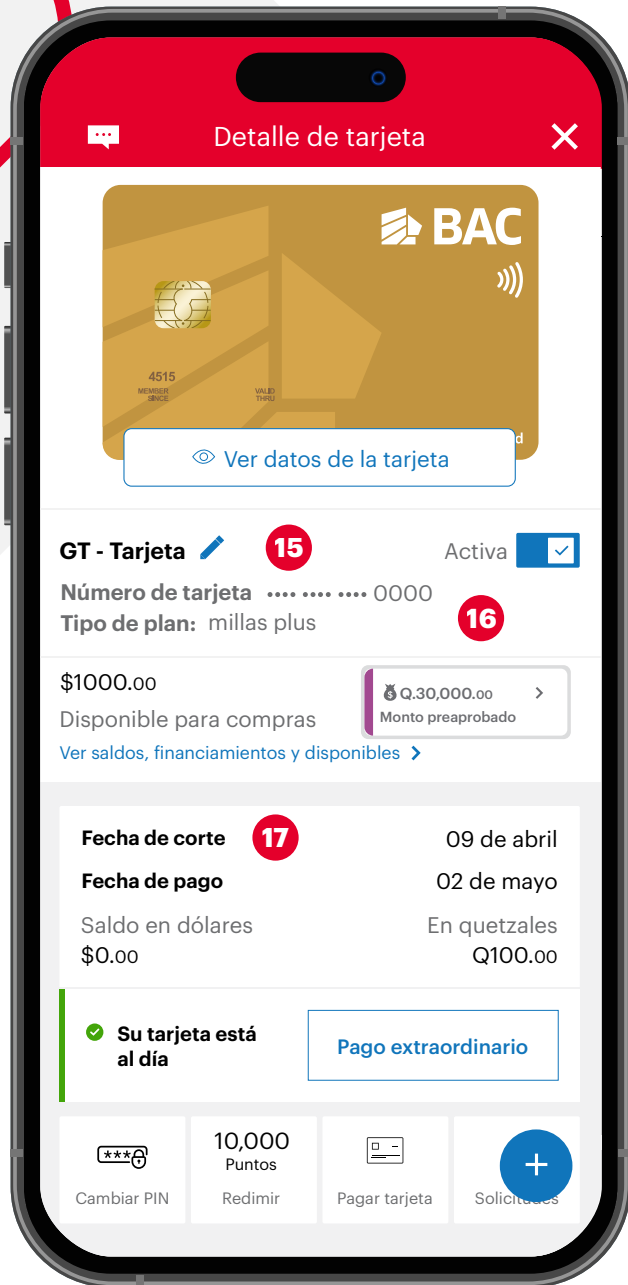 Detalle de tarjeta
BAC
4515
MEMBER SINCE
VALID THRU
d
Ver datos de la tarjeta
GT - Tarjeta 15 Activa
Número de tarjeta •••• •••• •••• 0000
Tipo de plan: millas plus 16
$1000.00
Disponible para compras
Q.30,000.00
Monto preaprobado
Ver saldos, financiamientos y disponibles
Fecha de corte 17 09 de abril
Fecha de pago 02 de mayo
Saldo en dólares En quetzales
$0.00 Q100.00
Su tarjeta está
al día
Pago extraordinario
***
10,000
Puntos
+
Cambiar PIN Redimir Pagar tarjeta Solicitudes